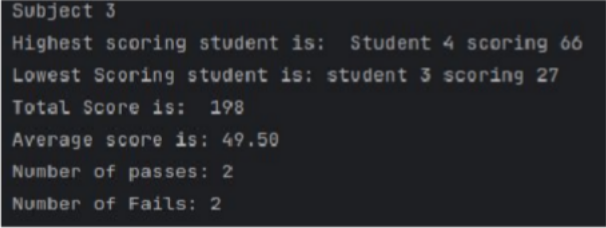 Subject 3
Highest scoring student is:  Student 4 scoring 66
Lowest Scoring student is: student 3 scoring 27
Total Score is:  198
Average score is: 49.50
Number of passes: 2
Number of Fails: 2